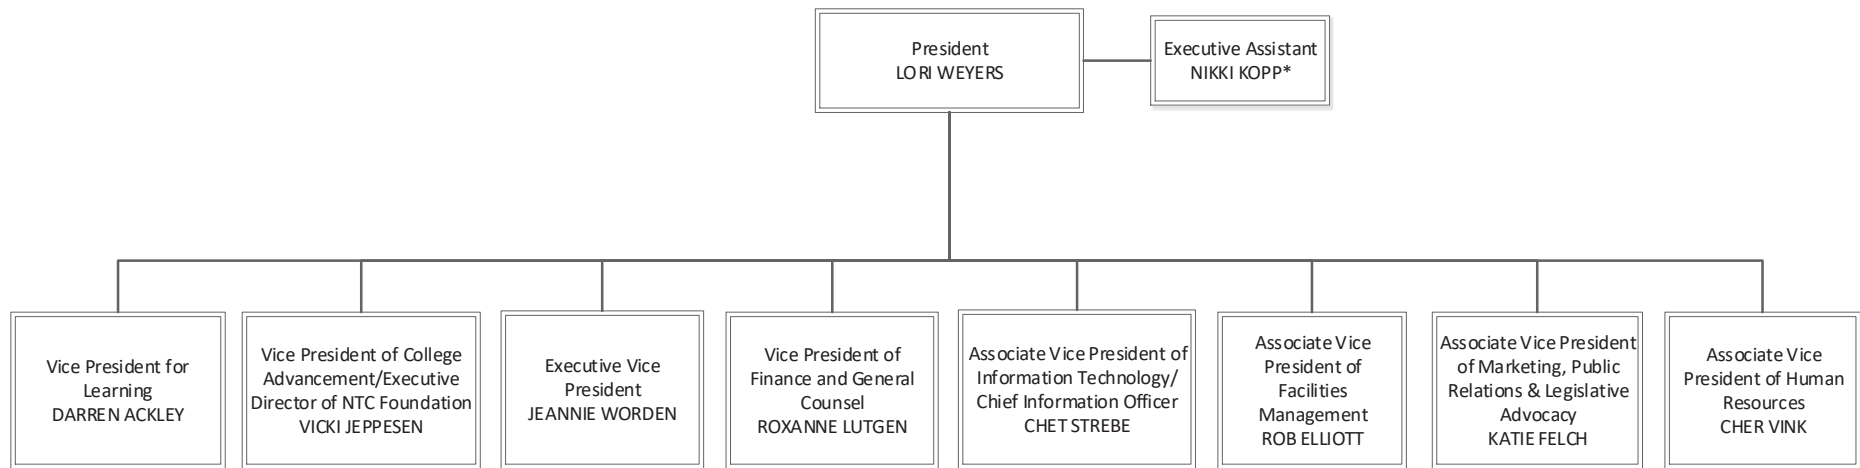 President
LORI WEYERS
Executive Assistant
NIKKI KOPP*
Vice President for
Learning
DARREN ACKLEY
Vice President of College
Advancement/Executive
Director of NTC Foundation
VICKI JEPPESEN
Executive Vice
President
JEANNIE WORDEN
Vice President of
Finance and General
Counsel
ROXANNE LUTGEN
Associate Vice President of
Information Technology/
Chief Information Officer
CHET STREBE
Associate Vice
President of
Facilities
Management
ROB ELLIOTT
Associate Vice President
of Marketing, Public
Relations & Legislative
Advocacy
KATIE FELCH
Associate Vice
President of Human
Resources
CHER VINK